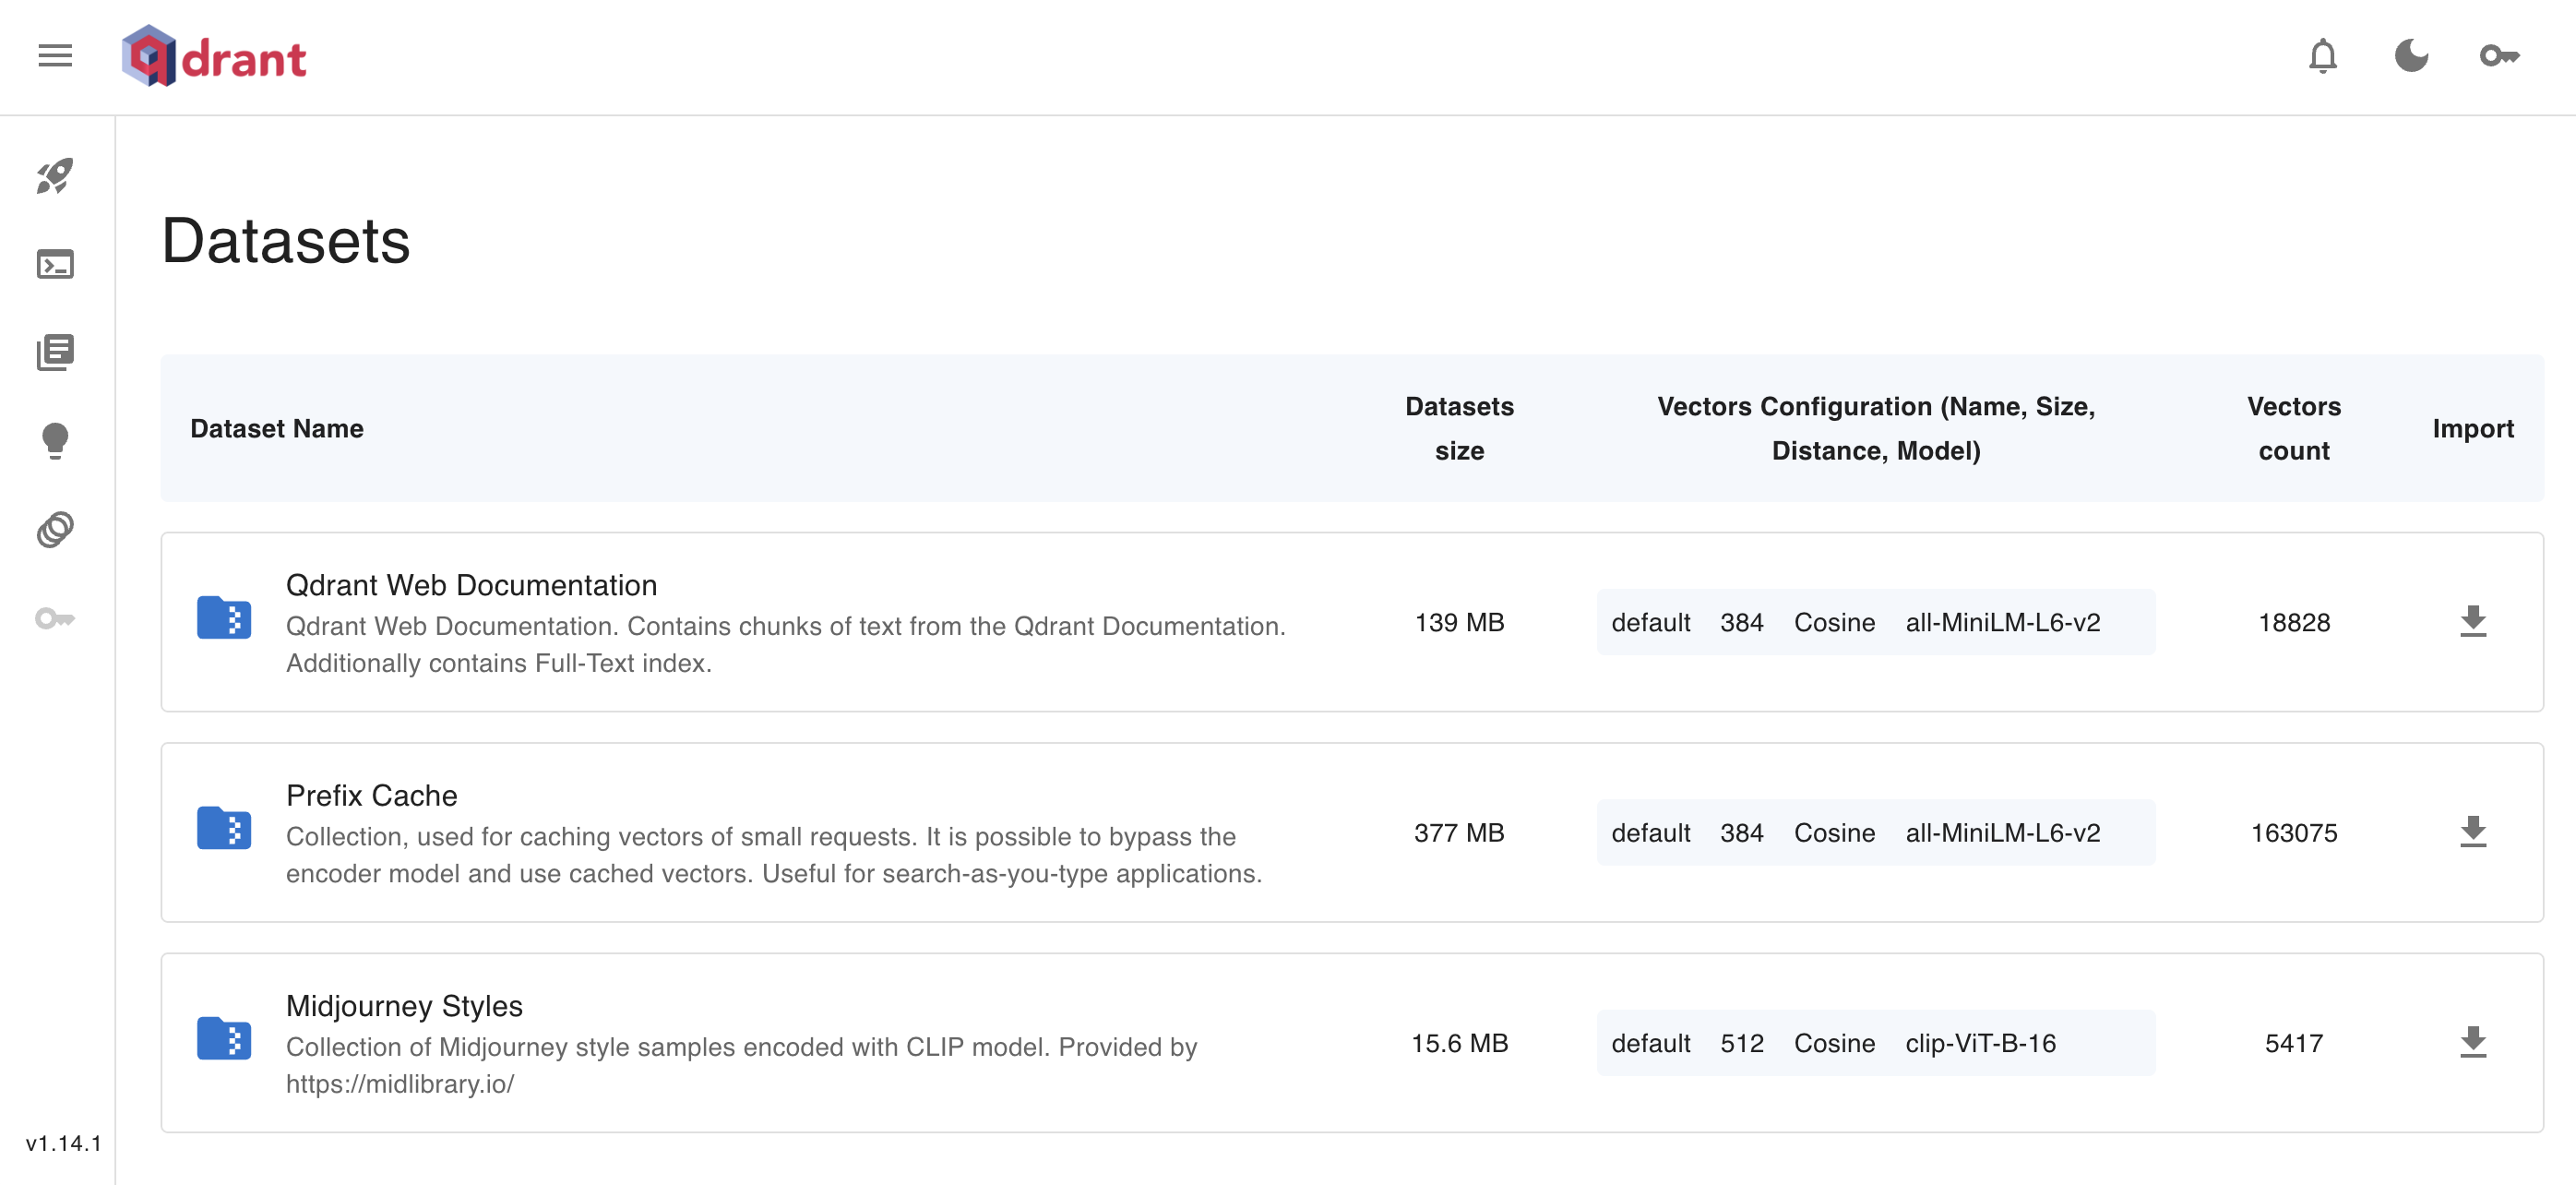 qdrant
Datasets
Dataset Name
Datasets
size
Vectors Configuration (Name, Size,
Distance, Model)
Vectors
count
Import
Qdrant Web Documentation
Qdrant Web Documentation. Contains chunks of text from the Qdrant Documentation.
Additionally contains Full-Text index.
139 MB
default 384 Cosine all-MiniLM-L6-v2
18828
Prefix Cache
Collection, used for caching vectors of small requests. It is possible to bypass the
encoder model and use cached vectors. Useful for search-as-you-type applications.
377 MB
default 384 Cosine all-MiniLM-L6-v2
163075
Midjourney Styles
Collection of Midjourney style samples encoded with CLIP model. Provided by
https://midlibrary.io/
15.6 MB
default 512 Cosine clip-ViT-B-16
5417
v1.14.1